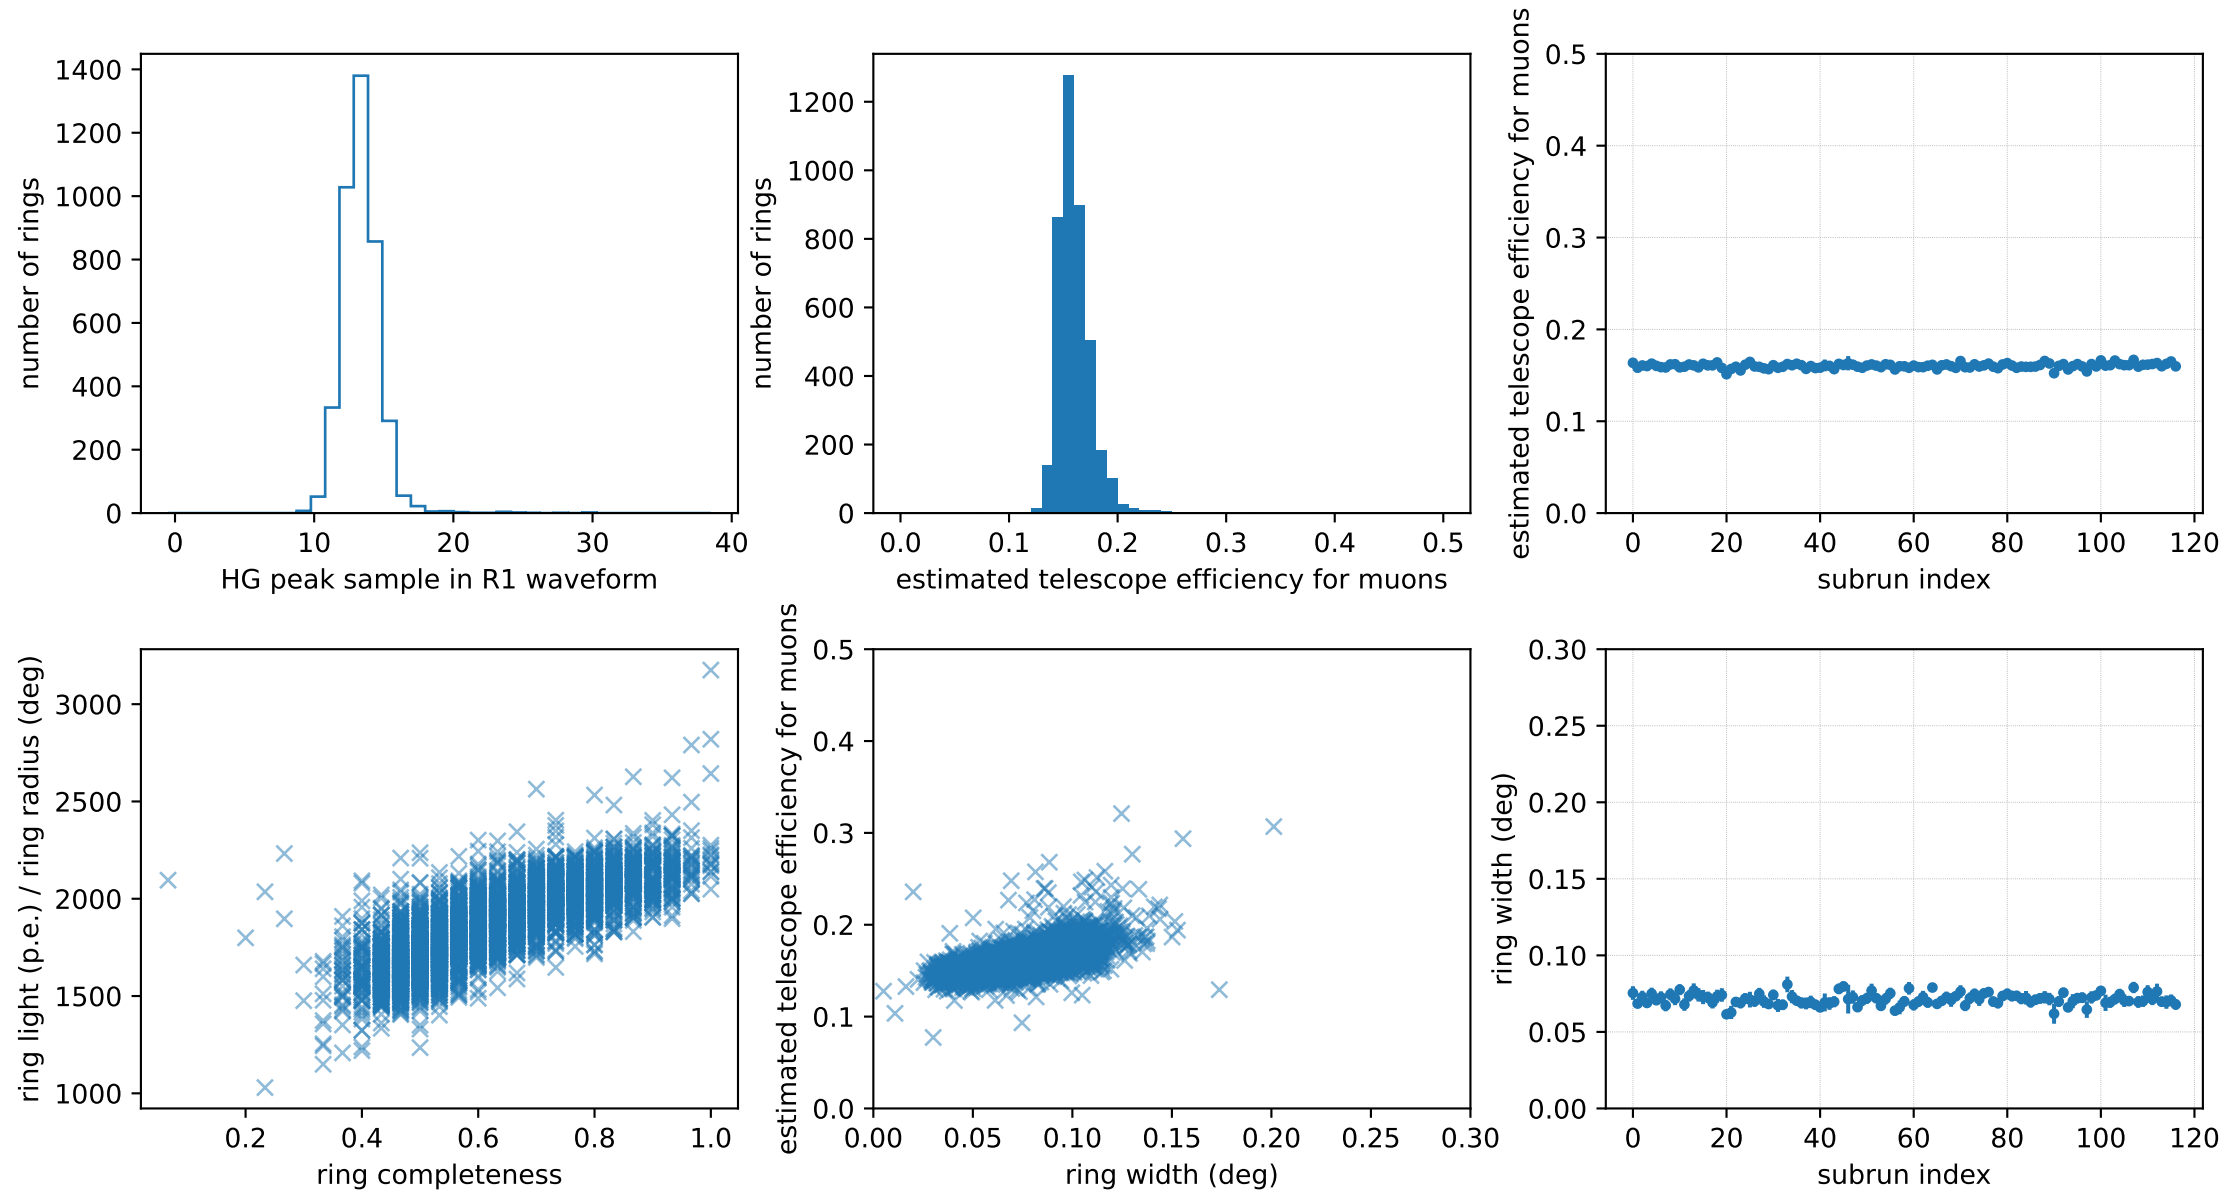 number of rings
1400
1200
1000
800
600
400
200
0
0 10 20 30 40
HG peak sample in R1 waveform
number of rings
1200
1000
800
600
400
200
0
0.0 0.1 0.2 0.3 0.4 0.5
estimated telescope efficiency for muons
estimated telescope efficiency for muons
0.5
0.4
0.3
0.2
0.1
0.0
0 20 40 60 80 100 120
subrun index
ring light (p.e.) / ring radius (deg)
3000
2500
2000
1500
1000
0.2 0.4 0.6 0.8 1.0
ring completeness
estimated telescope efficiency for muons
0.5
0.4
0.3
0.2
0.1
0.0
0.00 0.05 0.10 0.15 0.20 0.25 0.30
ring width (deg)
ring width (deg)
0.30
0.25
0.20
0.15
0.10
0.05
0.00
0 20 40 60 80 100 120
subrun index